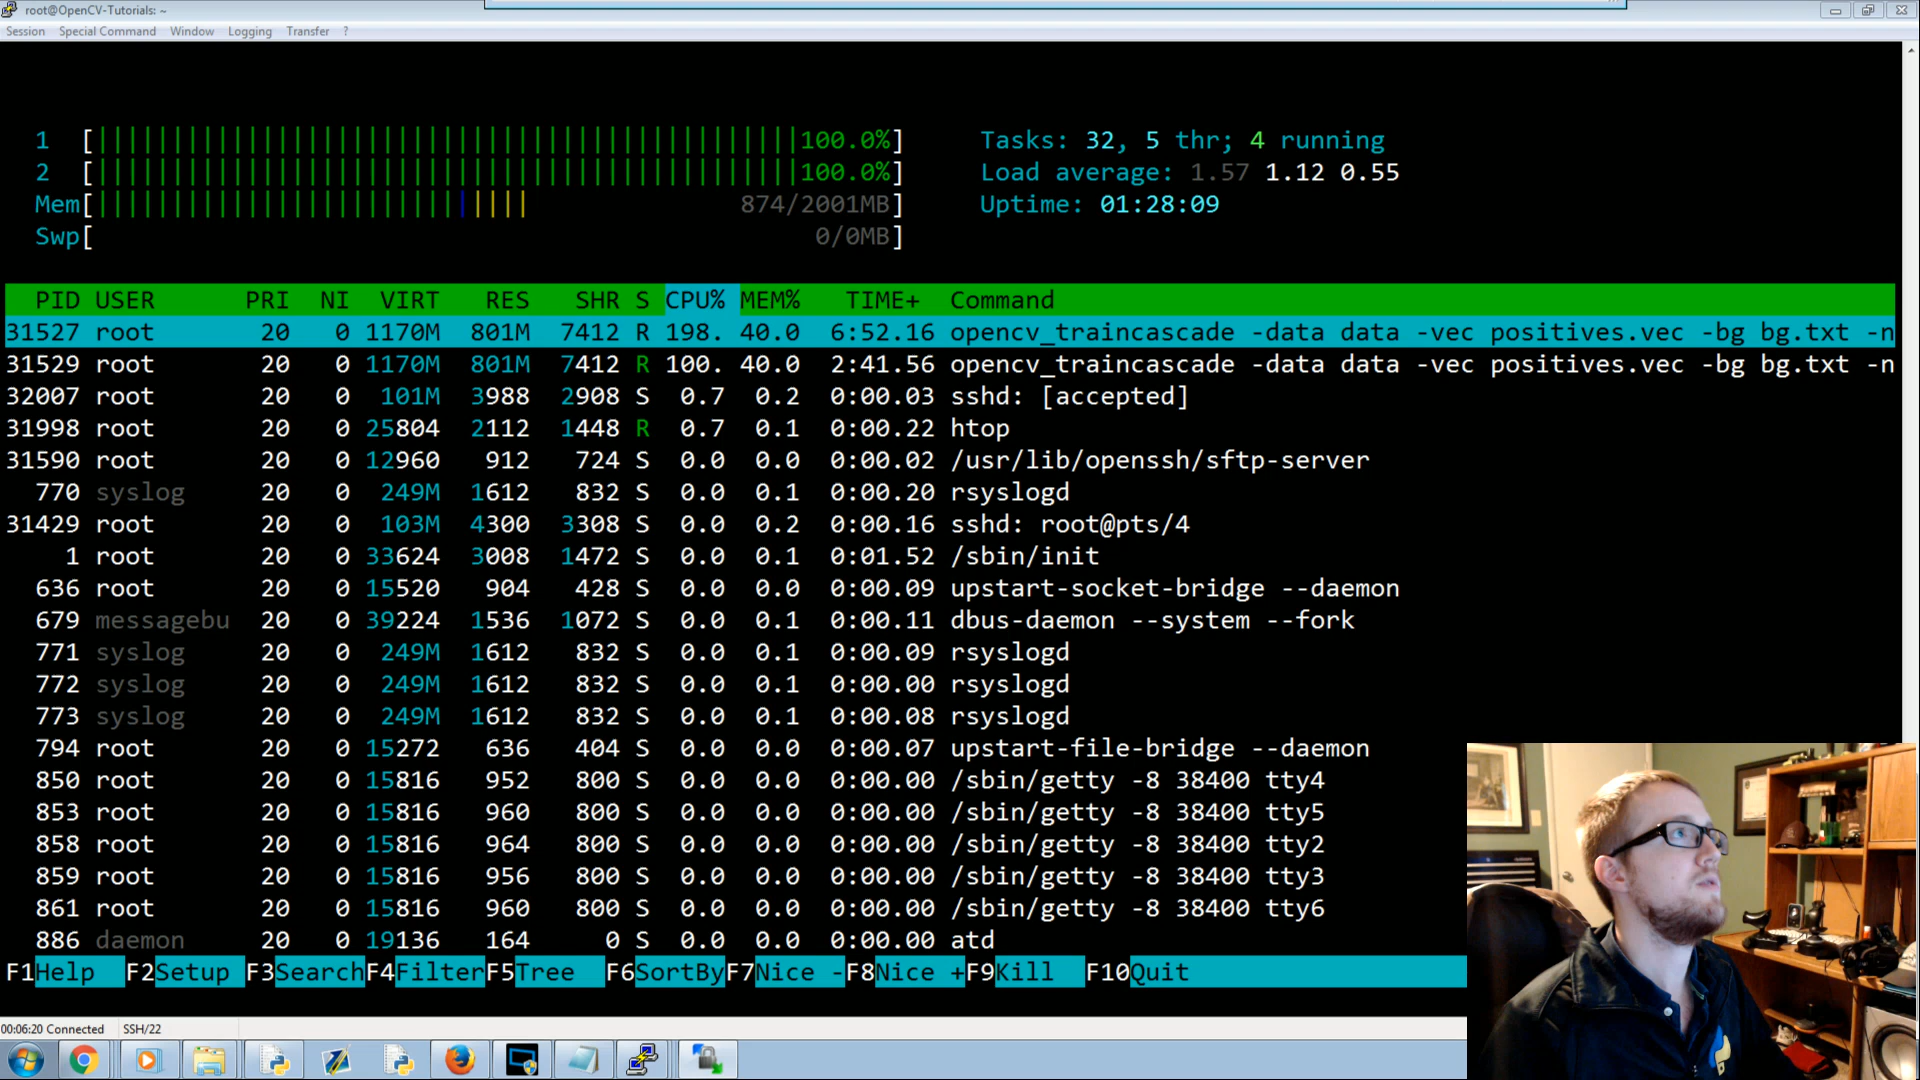 root@OpenCV-Tutorials: ~
Session Special Command Window Logging Transfer ?
1 [100.0%] Tasks: 32, 5 thr; 4 running
2 [100.0%] Load average: 1.57 1.12 0.55
Mem[874/2001MB] Uptime: 01:28:09
Swp[0/0MB]
PID USER PRI NI VIRT RES SHR S CPU% MEM% TIME+ Command
31527 root 20 0 1170M 801M 7412 R 198. 40.0 6:52.16 opencv_traincascade -data data -vec positives.vec -bg bg.txt -n
31529 root 20 0 1170M 801M 7412 R 100. 40.0 2:41.56 opencv_traincascade -data data -vec positives.vec -bg bg.txt -n
32007 root 20 0 101M 3988 2908 S 0.7 0.2 0:00.03 sshd: [accepted]
31998 root 20 0 25804 2112 1448 R 0.7 0.1 0:00.22 htop
31590 root 20 0 12960 912 724 S 0.0 0.0 0:00.02 /usr/lib/openssh/sftp-server
770 syslog 20 0 249M 1612 832 S 0.0 0.1 0:00.20 rsyslogd
31429 root 20 0 103M 4300 3308 S 0.0 0.2 0:00.16 sshd: root@pts/4
1 root 20 0 33624 3008 1472 S 0.0 0.1 0:01.52 /sbin/init
636 root 20 0 15520 904 428 S 0.0 0.0 0:00.09 upstart-socket-bridge --daemon
679 messagebu 20 0 39224 1536 1072 S 0.0 0.1 0:00.11 dbus-daemon --system --fork
771 syslog 20 0 249M 1612 832 S 0.0 0.1 0:00.09 rsyslogd
772 syslog 20 0 249M 1612 832 S 0.0 0.1 0:00.00 rsyslogd
773 syslog 20 0 249M 1612 832 S 0.0 0.1 0:00.08 rsyslogd
794 root 20 0 15272 636 404 S 0.0 0.0 0:00.07 upstart-file-bridge --daemon
850 root 20 0 15816 952 800 S 0.0 0.0 0:00.00 /sbin/getty -8 38400 tty4
853 root 20 0 15816 960 800 S 0.0 0.0 0:00.00 /sbin/getty -8 38400 tty5
858 root 20 0 15816 964 800 S 0.0 0.0 0:00.00 /sbin/getty -8 38400 tty2
859 root 20 0 15816 956 800 S 0.0 0.0 0:00.00 /sbin/getty -8 38400 tty3
861 root 20 0 15816 960 800 S 0.0 0.0 0:00.00 /sbin/getty -8 38400 tty6
886 daemon 20 0 19136 164 0 S 0.0 0.0 0:00.00 atd
F1Help F2Setup F3SearchF4FilterF5Tree F6SortByF7Nice -F8Nice +F9Kill F10Quit
00:06:20 Connected SSH/22